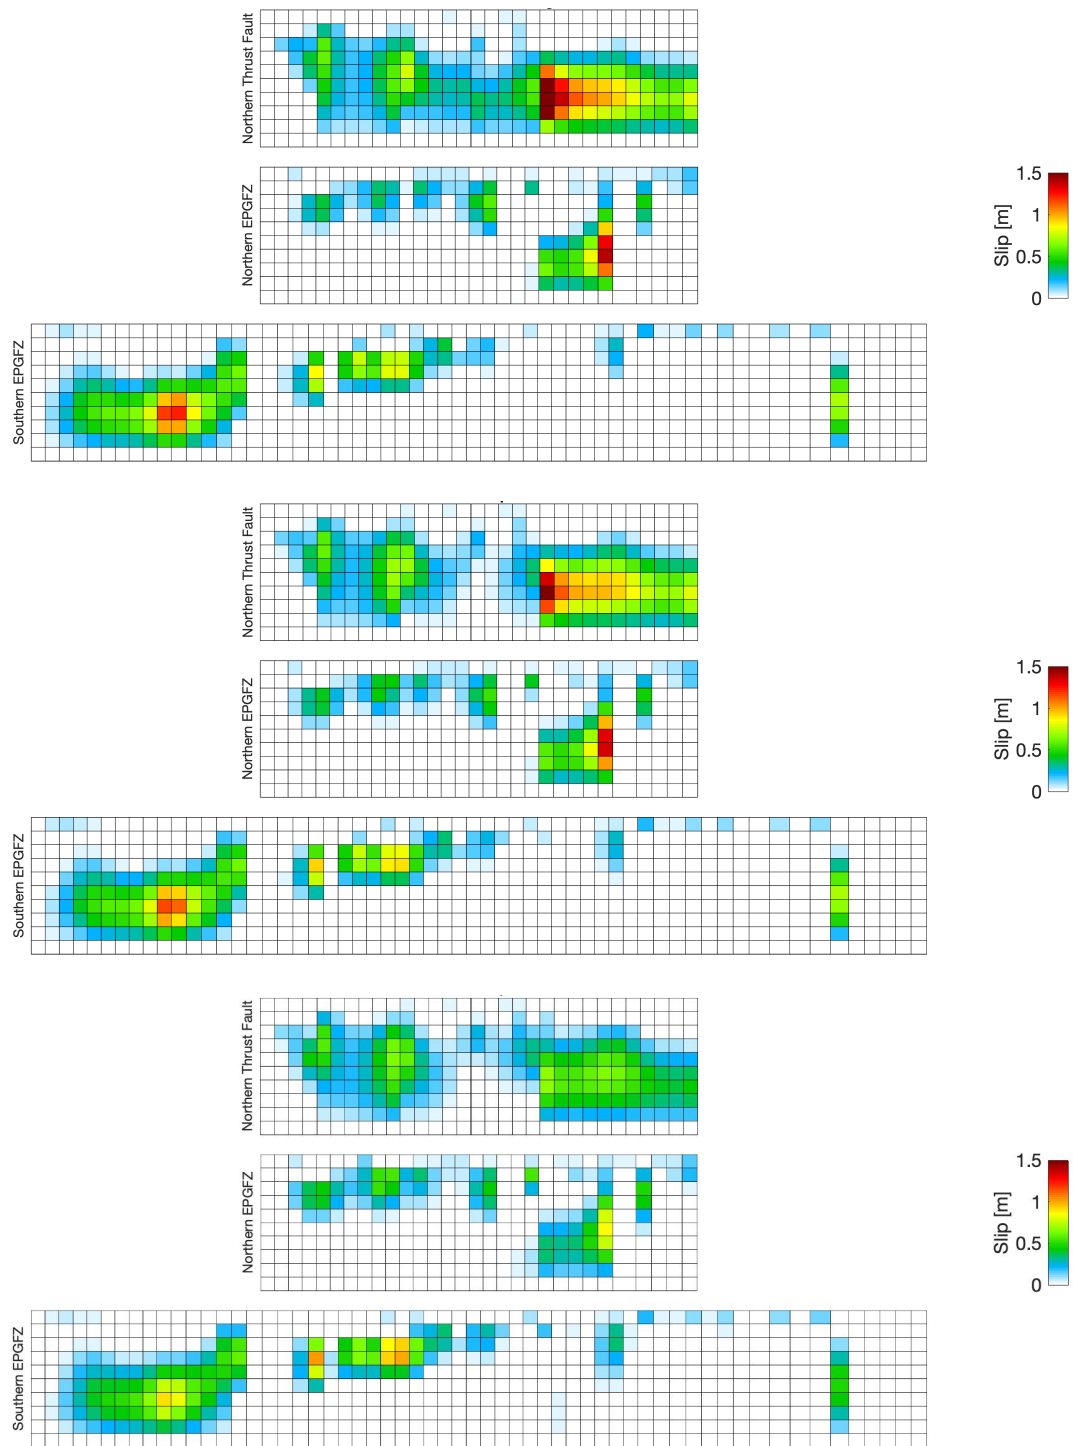 Northern Thrust Fault
Northern EPGFZ
1.5
1
0.5
0
Slip [m]
Southern EPGFZ
Northern Thrust Fault
Northern EPGFZ
1.5
1
0.5
0
Slip [m]
Southern EPGFZ
Northern Thrust Fault
Northern EPGFZ
1.5
1
0.5
0
Slip [m]
Southern EPGFZ